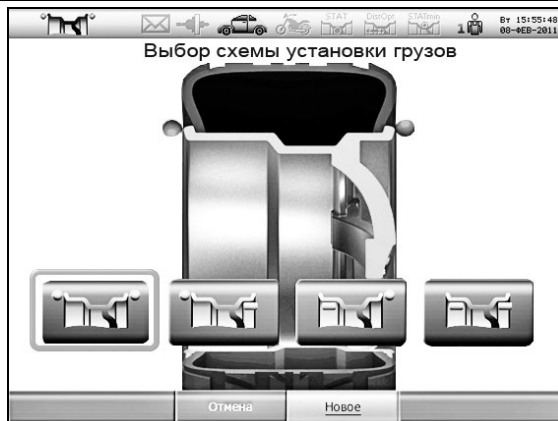 STAT DistOpt STATmin 1 Вт 15:55:48
08-ФЕВ-2011
Выбор схемы установки грузов
Отмена Новое